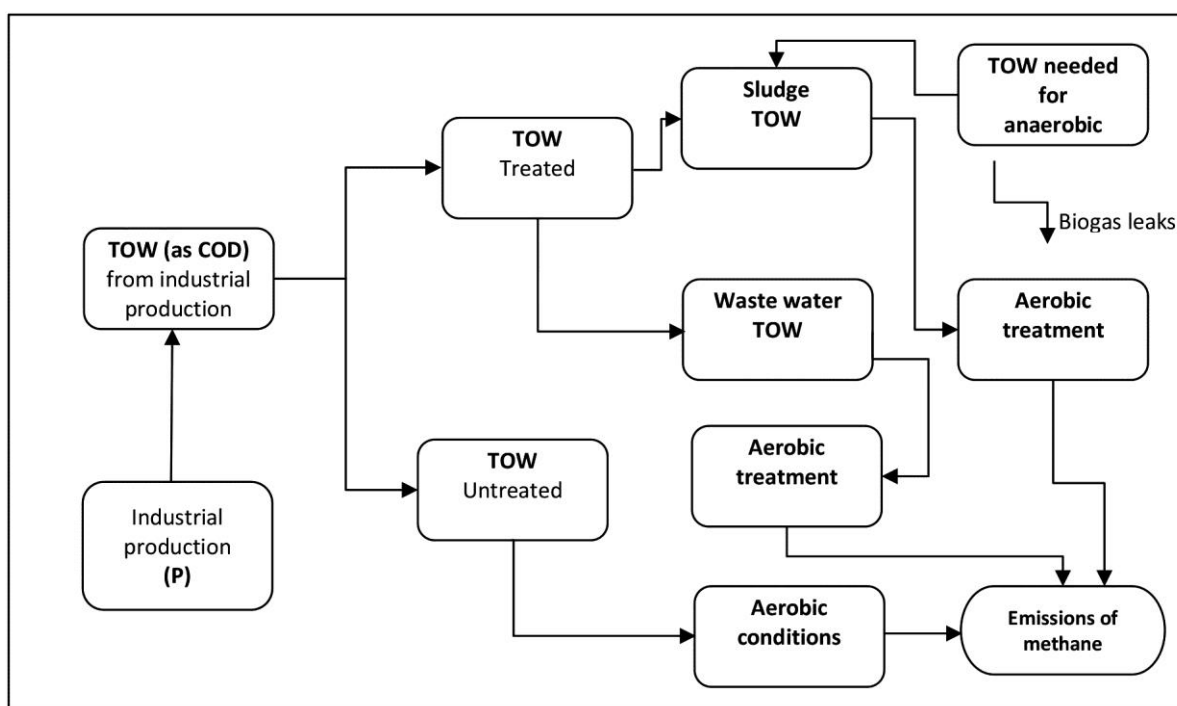 Sludge
TOW
TOW needed
for
anaerobic
TOW
Treated
Biogas leaks
TOW (as COD)
from industrial
production
Waste water
TOW
Aerobic
treatment
TOW
Untreated
Aerobic
treatment
Industrial
production
(P)
Aerobic
conditions
Emissions of
methane